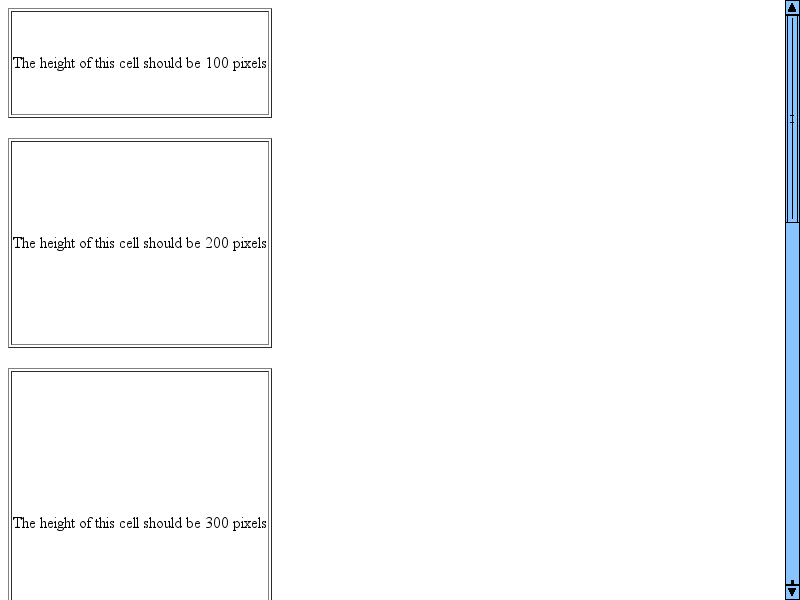 The height of this cell should be 100 pixels
The height of this cell should be 200 pixels
The height of this cell should be 300 pixels